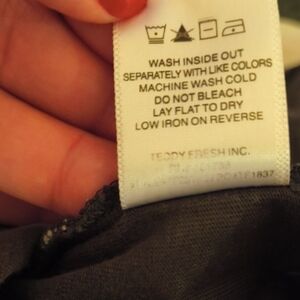 WASH INSIDE OUT
SEPARATELY WITH LIKE COLORS
MACHINE WASH COLD
DO NOT BLEACH
LAY FLAT TO DRY
LOW IRON ON REVERSE
TEDDY FRESH INC.
1837